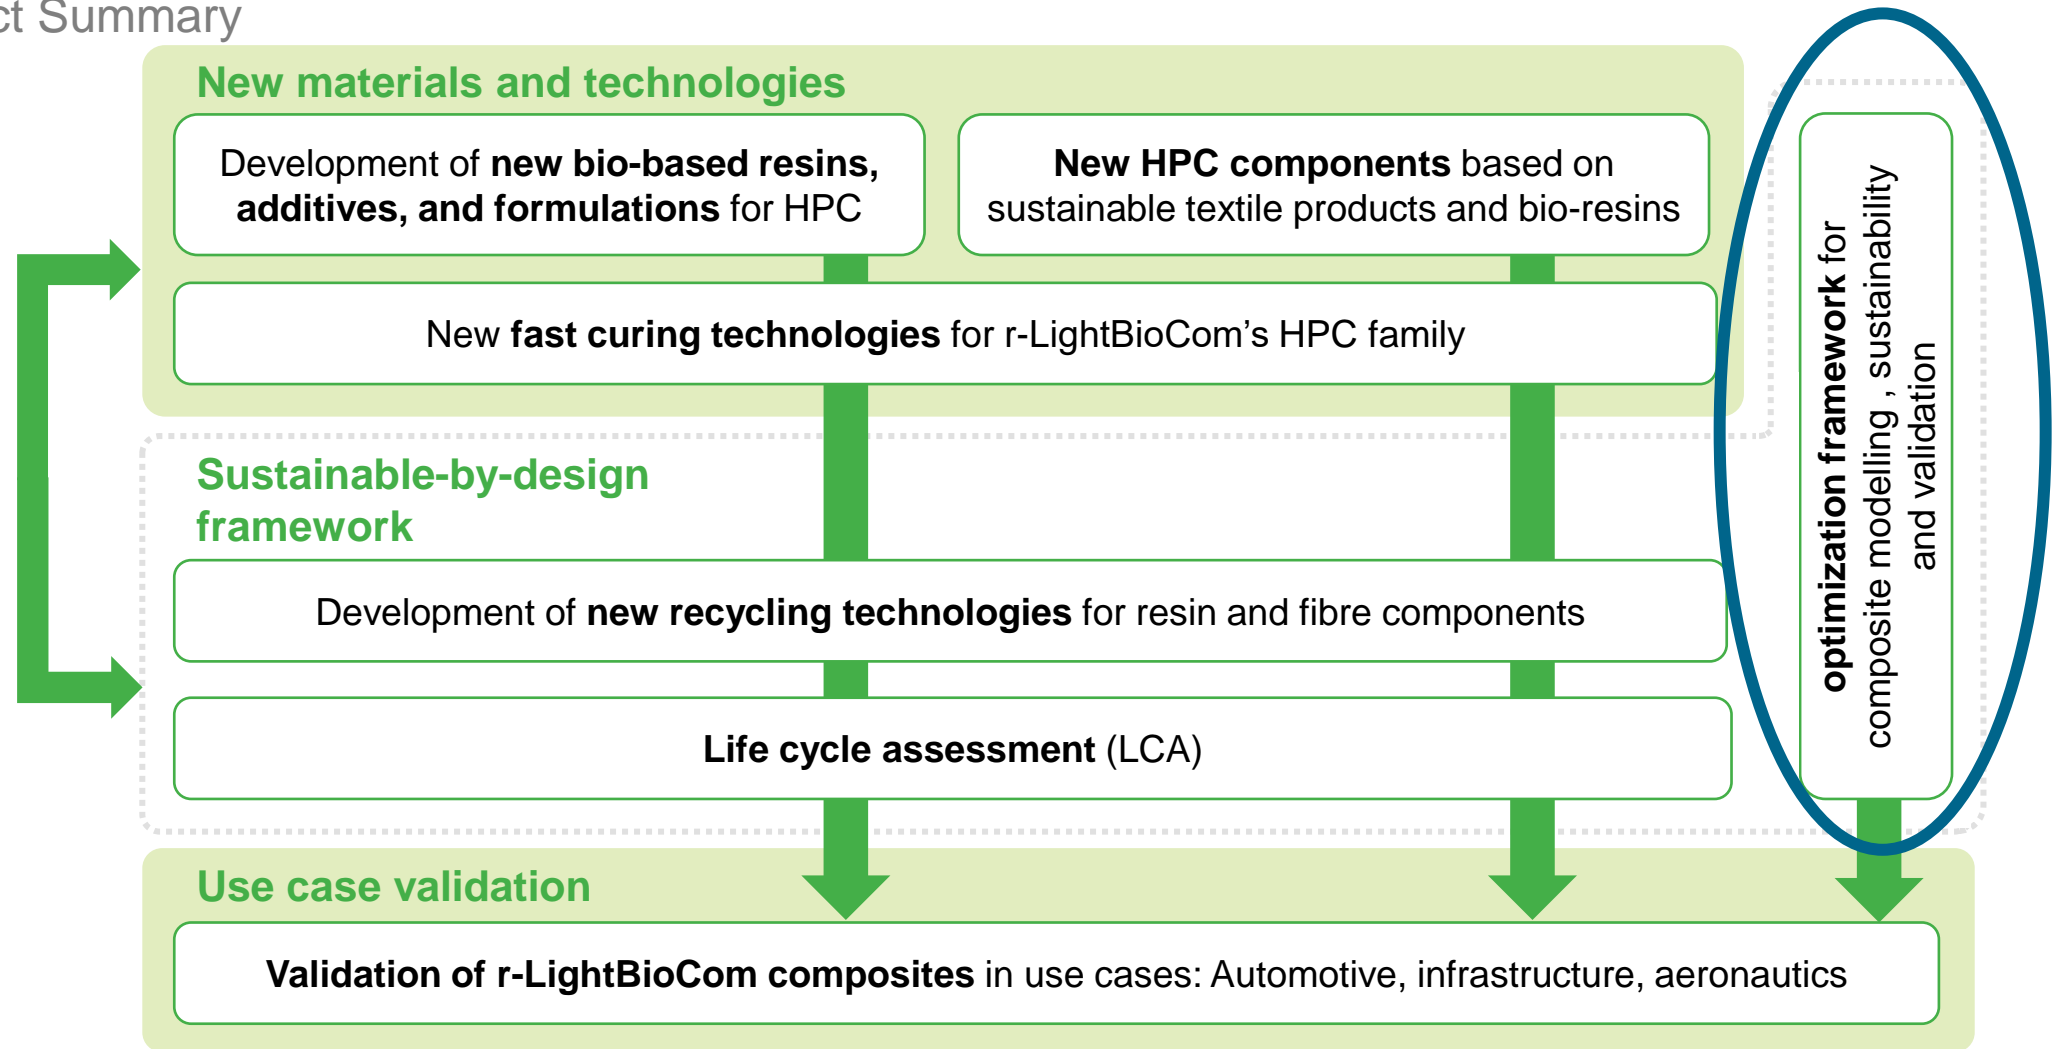 ct Summary
New materials and technologies
Development of new bio-based resins,
additives, and formulations for HPC
New HPC components based on
sustainable textile products and bio-resins
New fast curing technologies for r-LightBioCom’s HPC family
optimization framework for
composite modelling , sustainability
and validation
Sustainable-by-design
framework
Development of new recycling technologies for resin and fibre components
Life cycle assessment (LCA)
Use case validation
Validation of r-LightBioCom composites in use cases: Automotive, infrastructure, aeronautics